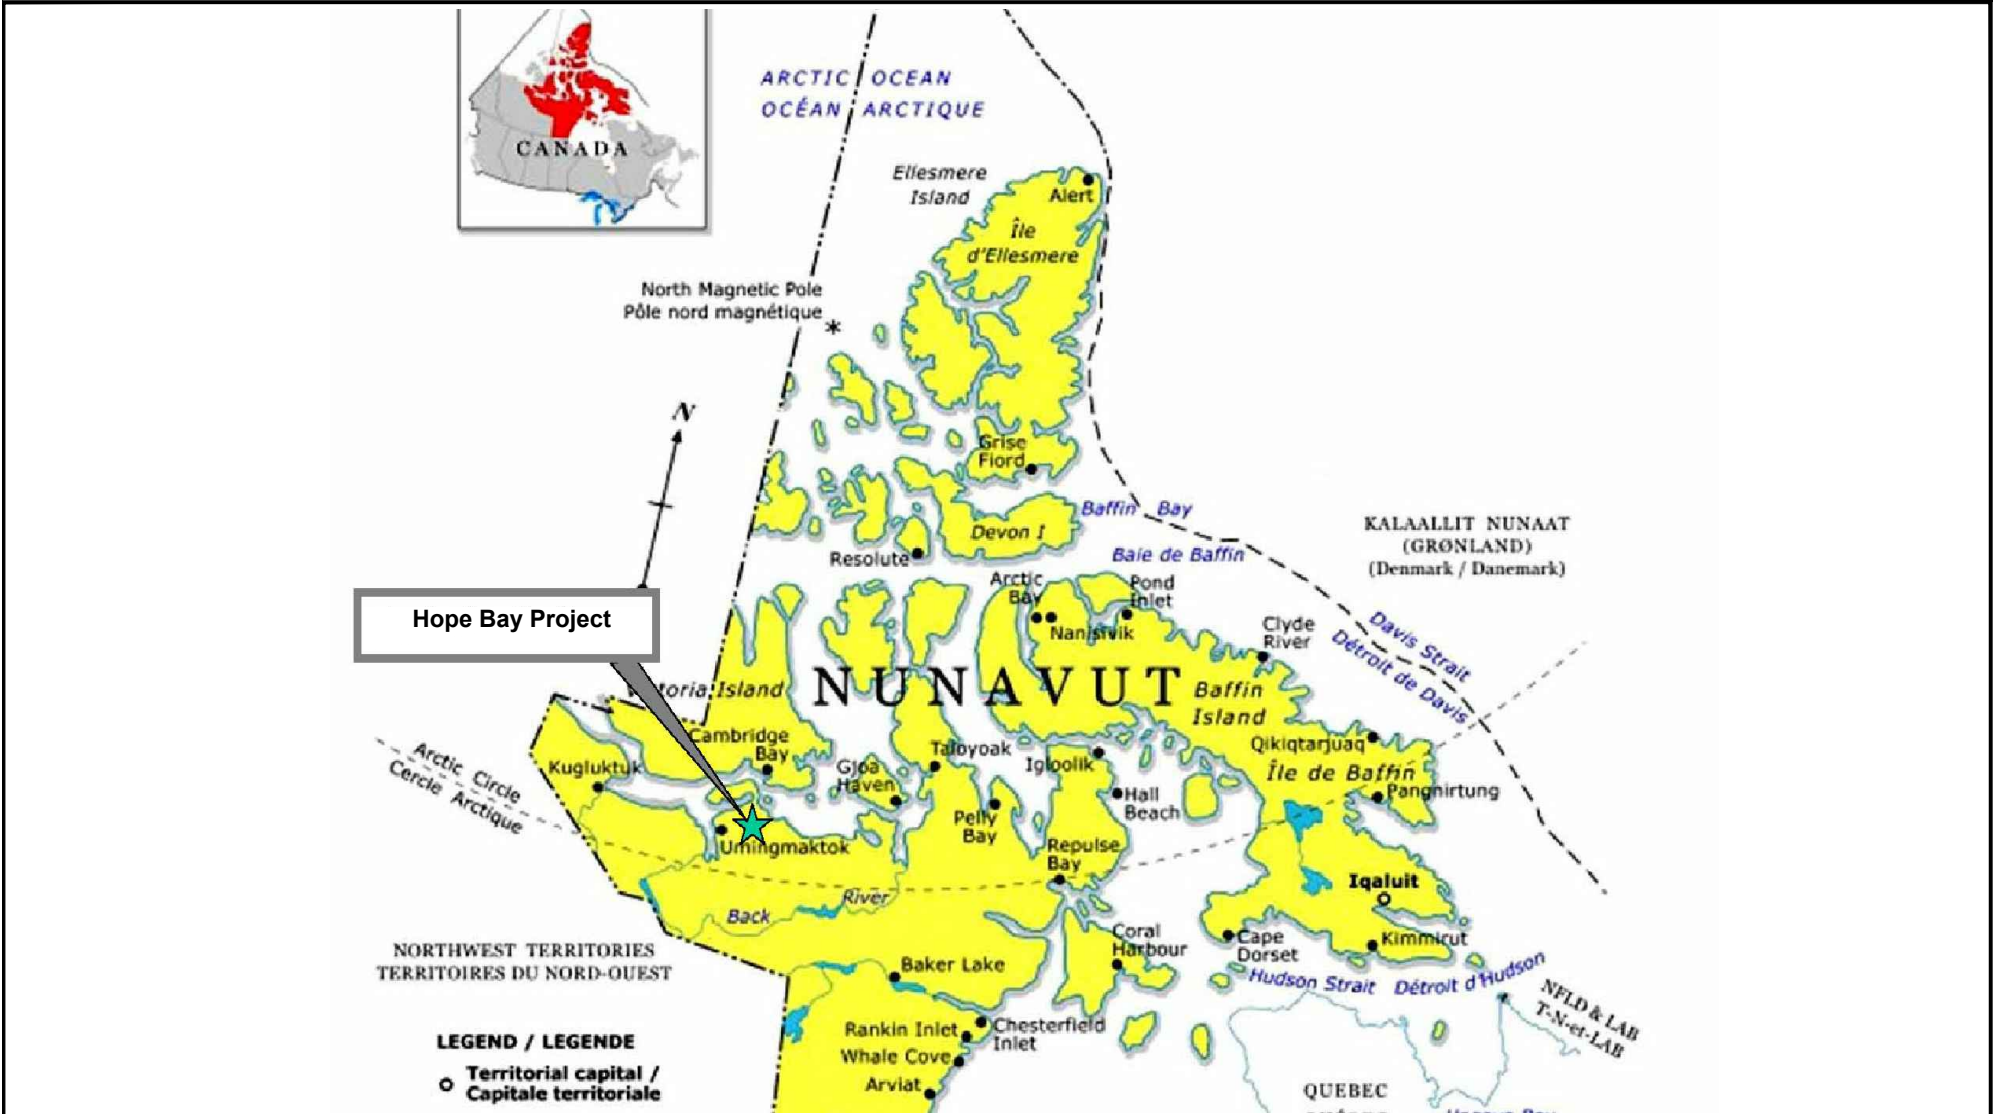 CANADA
ARCTIC OCEAN
OCÉAN ARCTIQUE
Ellesmere
Island
Alert
Île
d'Ellesmere
North Magnetic Pole
Pôle nord magnétique
N
Grise
Fiord
Devon I
Baffin Bay
Baie de Baffin
KALAALLIT NUNAAT
(GRØNLAND)
(Denmark / Danemark)
Resolute
Arctic
Bay
Pond
Inlet
Nanisivik
Clyde
River
Davis Strait
Détroit de Davis
Hope Bay Project
Island
NUNAVUT
Baffin
Island
Cambridge
Bay
Taloyoak
Igloolik
Qikiqtarjuaq
Île de Baffin
Pangnirtung
Arctic Circle
Cercle Arctique
Kugluktuk
Gjoa
Haven
Hall
Beach
Pelly
Bay
Umingmaktok
Repulse
Bay
Iqaluit
Back
River
Coral
Harbour
Cape
Dorset
Kimmirut
Hudson Strait Détroit d'Hudson
NORTHWEST TERRITORIES
TERRITOIRES DU NORD-OUEST
Baker Lake
NFLD & LAB
T-N-et-LAB
Rankin Inlet
Chesterfield
Inlet
Whale Cove
Arviat
LEGEND / LEGENDE
Territorial capital /
Capitale territoriale
QUEBEC